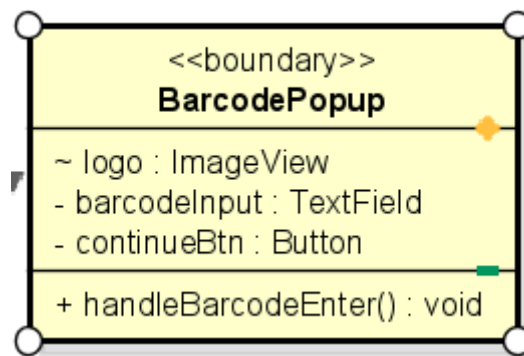 <<boundary>>
BarcodePopup
~ logo : ImageView
- barcodeInput : TextField
- continueBtn : Button
+ handleBarcodeEnter() : void